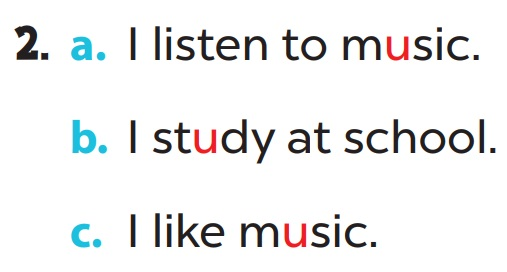 2. a. I listen to music.
b. I study at school.
c. I like music.